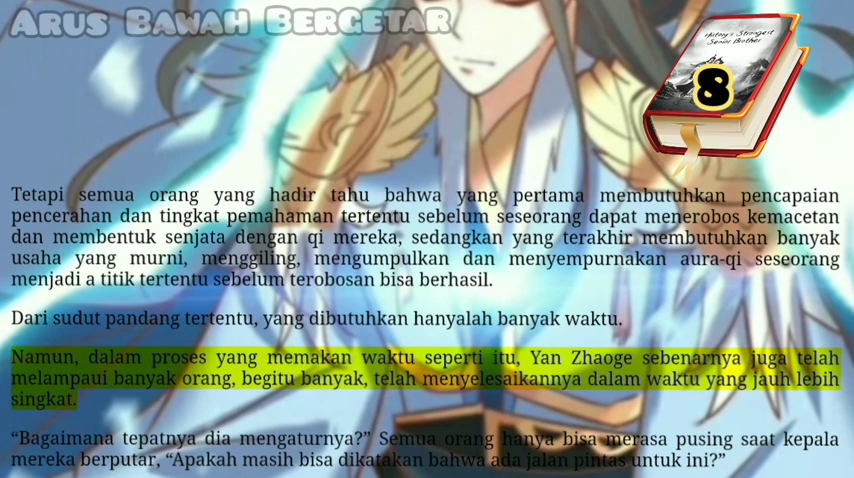 Arus Bawah Bergetar
History's Strongest
Senior Brother
8
Tetapi semua orang yang hadir tahu bahwa yang pertama membutuhkan pencapaian
pencerahan dan tingkat pemahaman tertentu sebelum seseorang dapat menerobos kemacetan
dan membentuk senjata dengan qi mereka, sedangkan yang terakhir membutuhkan banyak
usaha yang murni, menggiling, mengumpulkan dan menyempurnakan aura-qi seseorang
menjadi a titik tertentu sebelum terobosan bisa berhasil.
Dari sudut pandang tertentu, yang dibutuhkan hanyalah banyak waktu.
Namun, dalam proses yang memakan waktu seperti itu, Yan Zhaoge sebenarnya juga telah
melampaui banyak orang, begitu banyak, telah menyelesaikannya dalam waktu yang jauh lebih
singkat.
“Bagaimana tepatnya dia mengaturnya?” Semua orang hanya bisa merasa pusing saat kepala
mereka berputar, “Apakah masih bisa dikatakan bahwa ada jalan pintas untuk ini?”